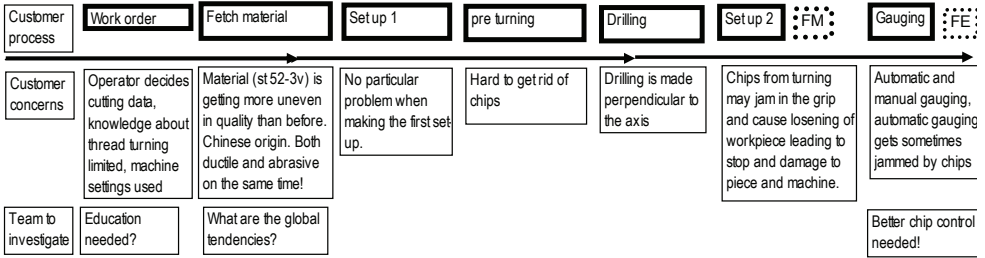 Customer
process
Work order
Fetch material
Set up 1
pre turning
Drilling
Set up 2
FM
Gauging
FE
Customer
concerns
Operator decides
cutting data,
knowledge about
thread turning
limited, machine
settings used
Material (st 52-3v) is
getting more uneven
in quality than before.
Chinese origin. Both
ductile and abrasive
on the same time!
No particular
problem when
making the first set-
up.
Hard to get rid of
chips
Drilling is made
perpendicular to
the axis
Chips from turning
may jam in the grip
and cause losening of
workpiece leading to
stop and damage to
piece and machine.
Automatic and
manual gauging,
automatic gauging
gets sometimes
jammed by chips
Team to
investigate
Education
needed?
What are the global
tendencies?
Better chip control
needed!